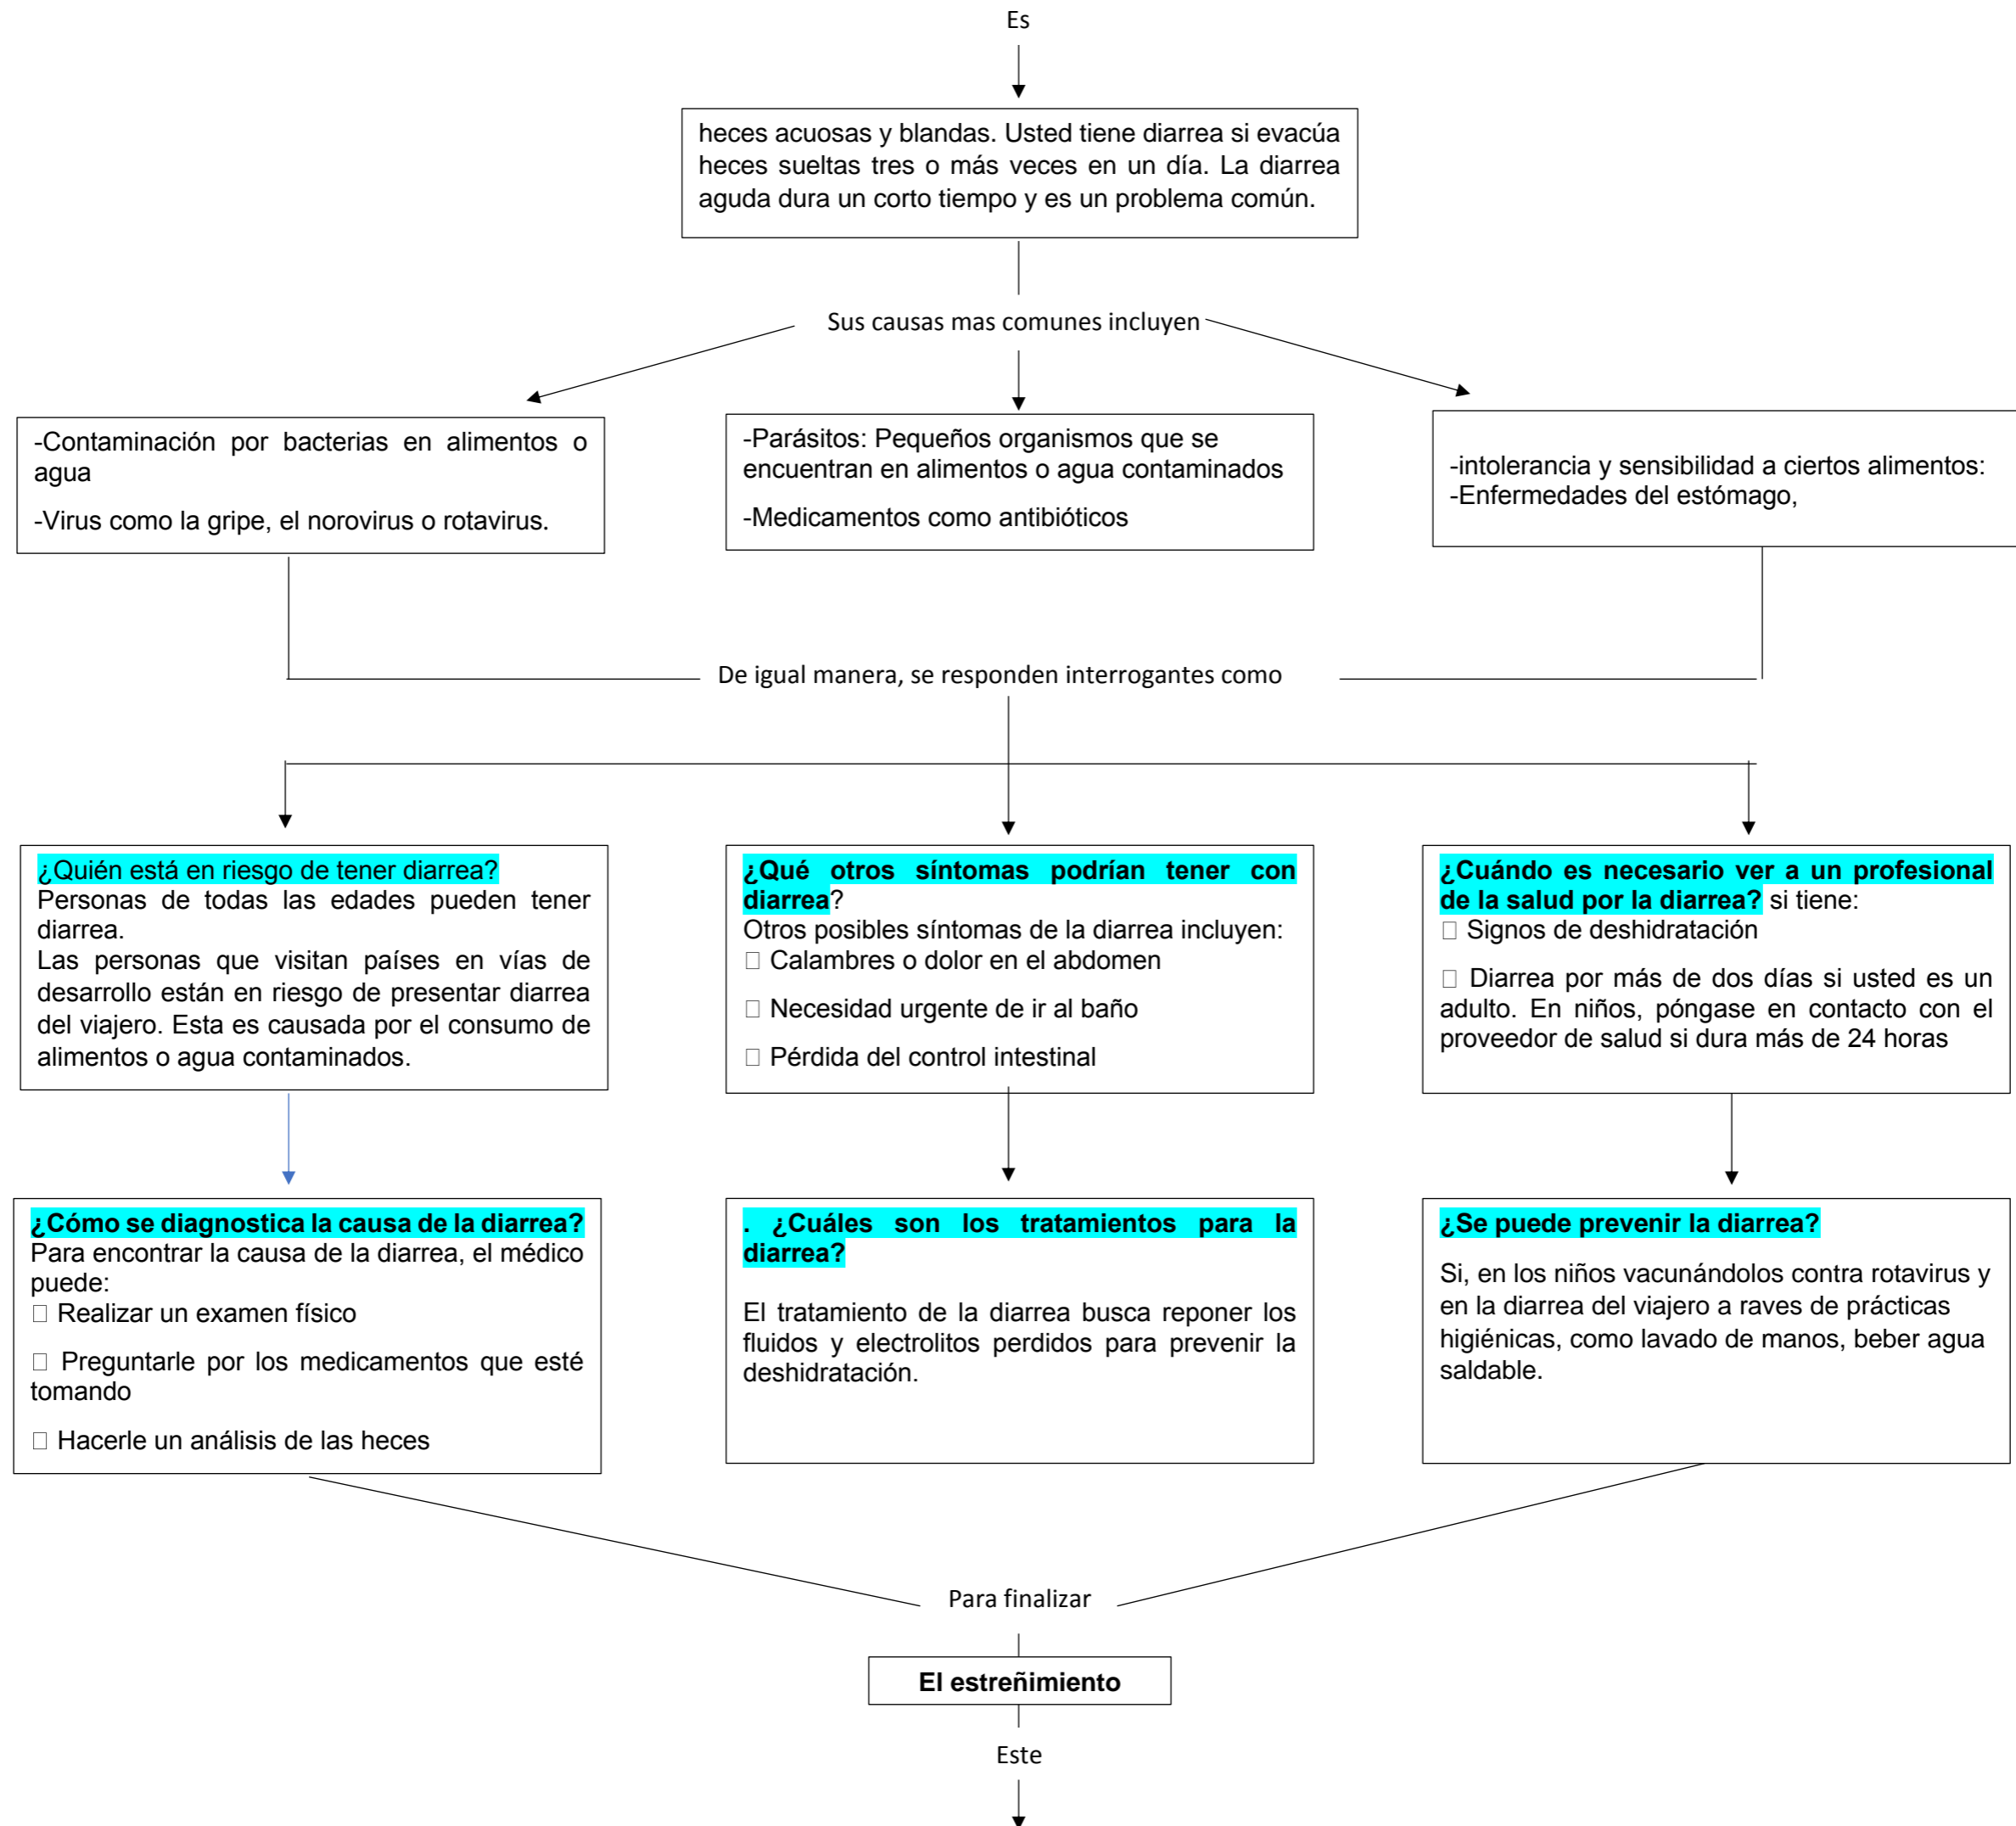 Es
heces acuosas y blandas. Usted tiene diarrea si evacúa
heces sueltas tres o más veces en un día. La diarrea
aguda dura un corto tiempo y es un problema común.
Sus causas mas comunes incluyen
-Contaminación por bacterias en alimentos o
agua
-Virus como la gripe, el norovirus o rotavirus.
-Parásitos: Pequeños organismos que se
encuentran en alimentos o agua contaminados
-Medicamentos como antibióticos
-intolerancia y sensibilidad a ciertos alimentos:
-Enfermedades del estómago,
De igual manera, se responden interrogantes como
¿Quién está en riesgo de tener diarrea?
Personas de todas las edades pueden tener
diarrea.
Las personas que visitan países en vías de
desarrollo están en riesgo de presentar diarrea
del viajero. Esta es causada por el consumo de
alimentos o agua contaminados.
¿Qué otros síntomas podrían tener con
diarrea?
Otros posibles síntomas de la diarrea incluyen:
□ Calambres o dolor en el abdomen
□ Necesidad urgente de ir al baño
□ Pérdida del control intestinal
¿Cuándo es necesario ver a un profesional
de la salud por la diarrea? si tiene:
□ Signos de deshidratación
□ Diarrea por más de dos días si usted es un
adulto. En niños, póngase en contacto con el
proveedor de salud si dura más de 24 horas
¿Cómo se diagnostica la causa de la diarrea?
Para encontrar la causa de la diarrea, el médico
puede:
□ Realizar un examen físico
□ Preguntarle por los medicamentos que esté
tomando
□ Hacerle un análisis de las heces
. ¿Cuáles son los tratamientos para la
diarrea?
El tratamiento de la diarrea busca reponer los
fluidos y electrolitos perdidos para prevenir la
deshidratación.
¿Se puede prevenir la diarrea?
Si, en los niños vacunándolos contra rotavirus y
en la diarrea del viajero a raves de prácticas
higiénicas, como lavado de manos, beber agua
saldable.
Para finalizar
El estreñimiento
Este